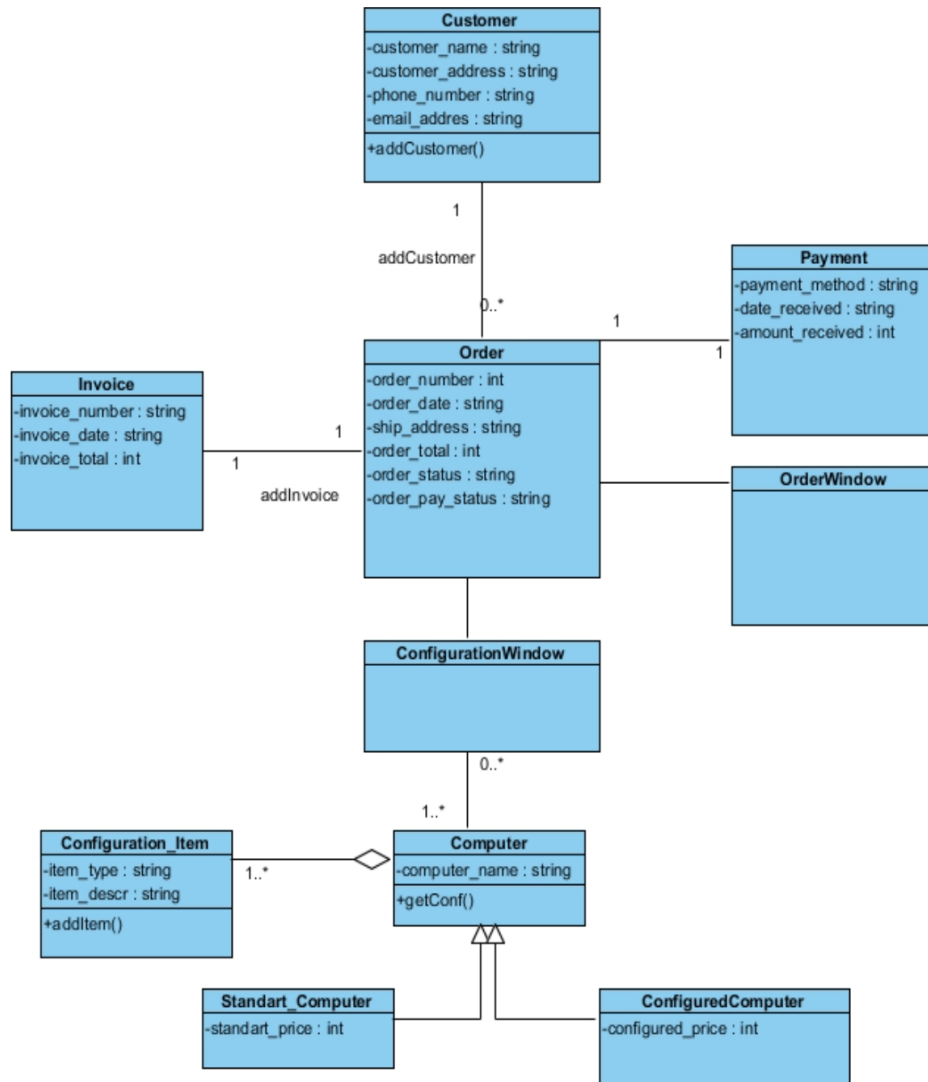 Customer
-customer_name : string
-customer_address : string
-phone_number : string
-email_addres : string
+addCustomer()
1
addCustomer
0..*
Payment
-payment_method : string
-date_received : string
-amount_received : int
1
1
Order
-order_number : int
-order_date : string
-ship_address : string
-order_total : int
-order_status : string
-order_pay_status : string
Invoice
-invoice_number : string
-invoice_date : string
-invoice_total : int
1
1
addInvoice
OrderWindow
ConfigurationWindow
0..*
1..*
Configuration_Item
-item_type : string
-item_descr : string
+addItem()
1..*
Computer
-computer_name : string
+getConf()
Standart_Computer
-standart_price : int
ConfiguredComputer
-configured_price : int